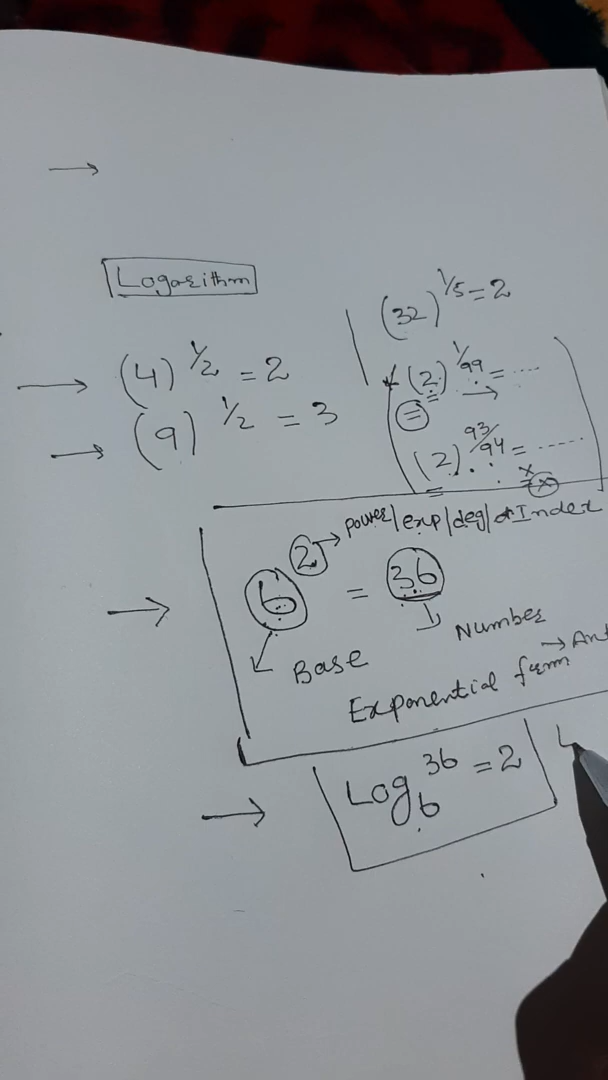 Logarithm
(4)^1/2 = 2
(9)^1/2 = 3
(32)^1/5 = 2
(2)^1/99 = ....
(2)^93/94 = .....
6^2 = 36
→ power/exp/deg/Index
Base
Number
→ Ant
Exponential form
Log_6^36 = 2